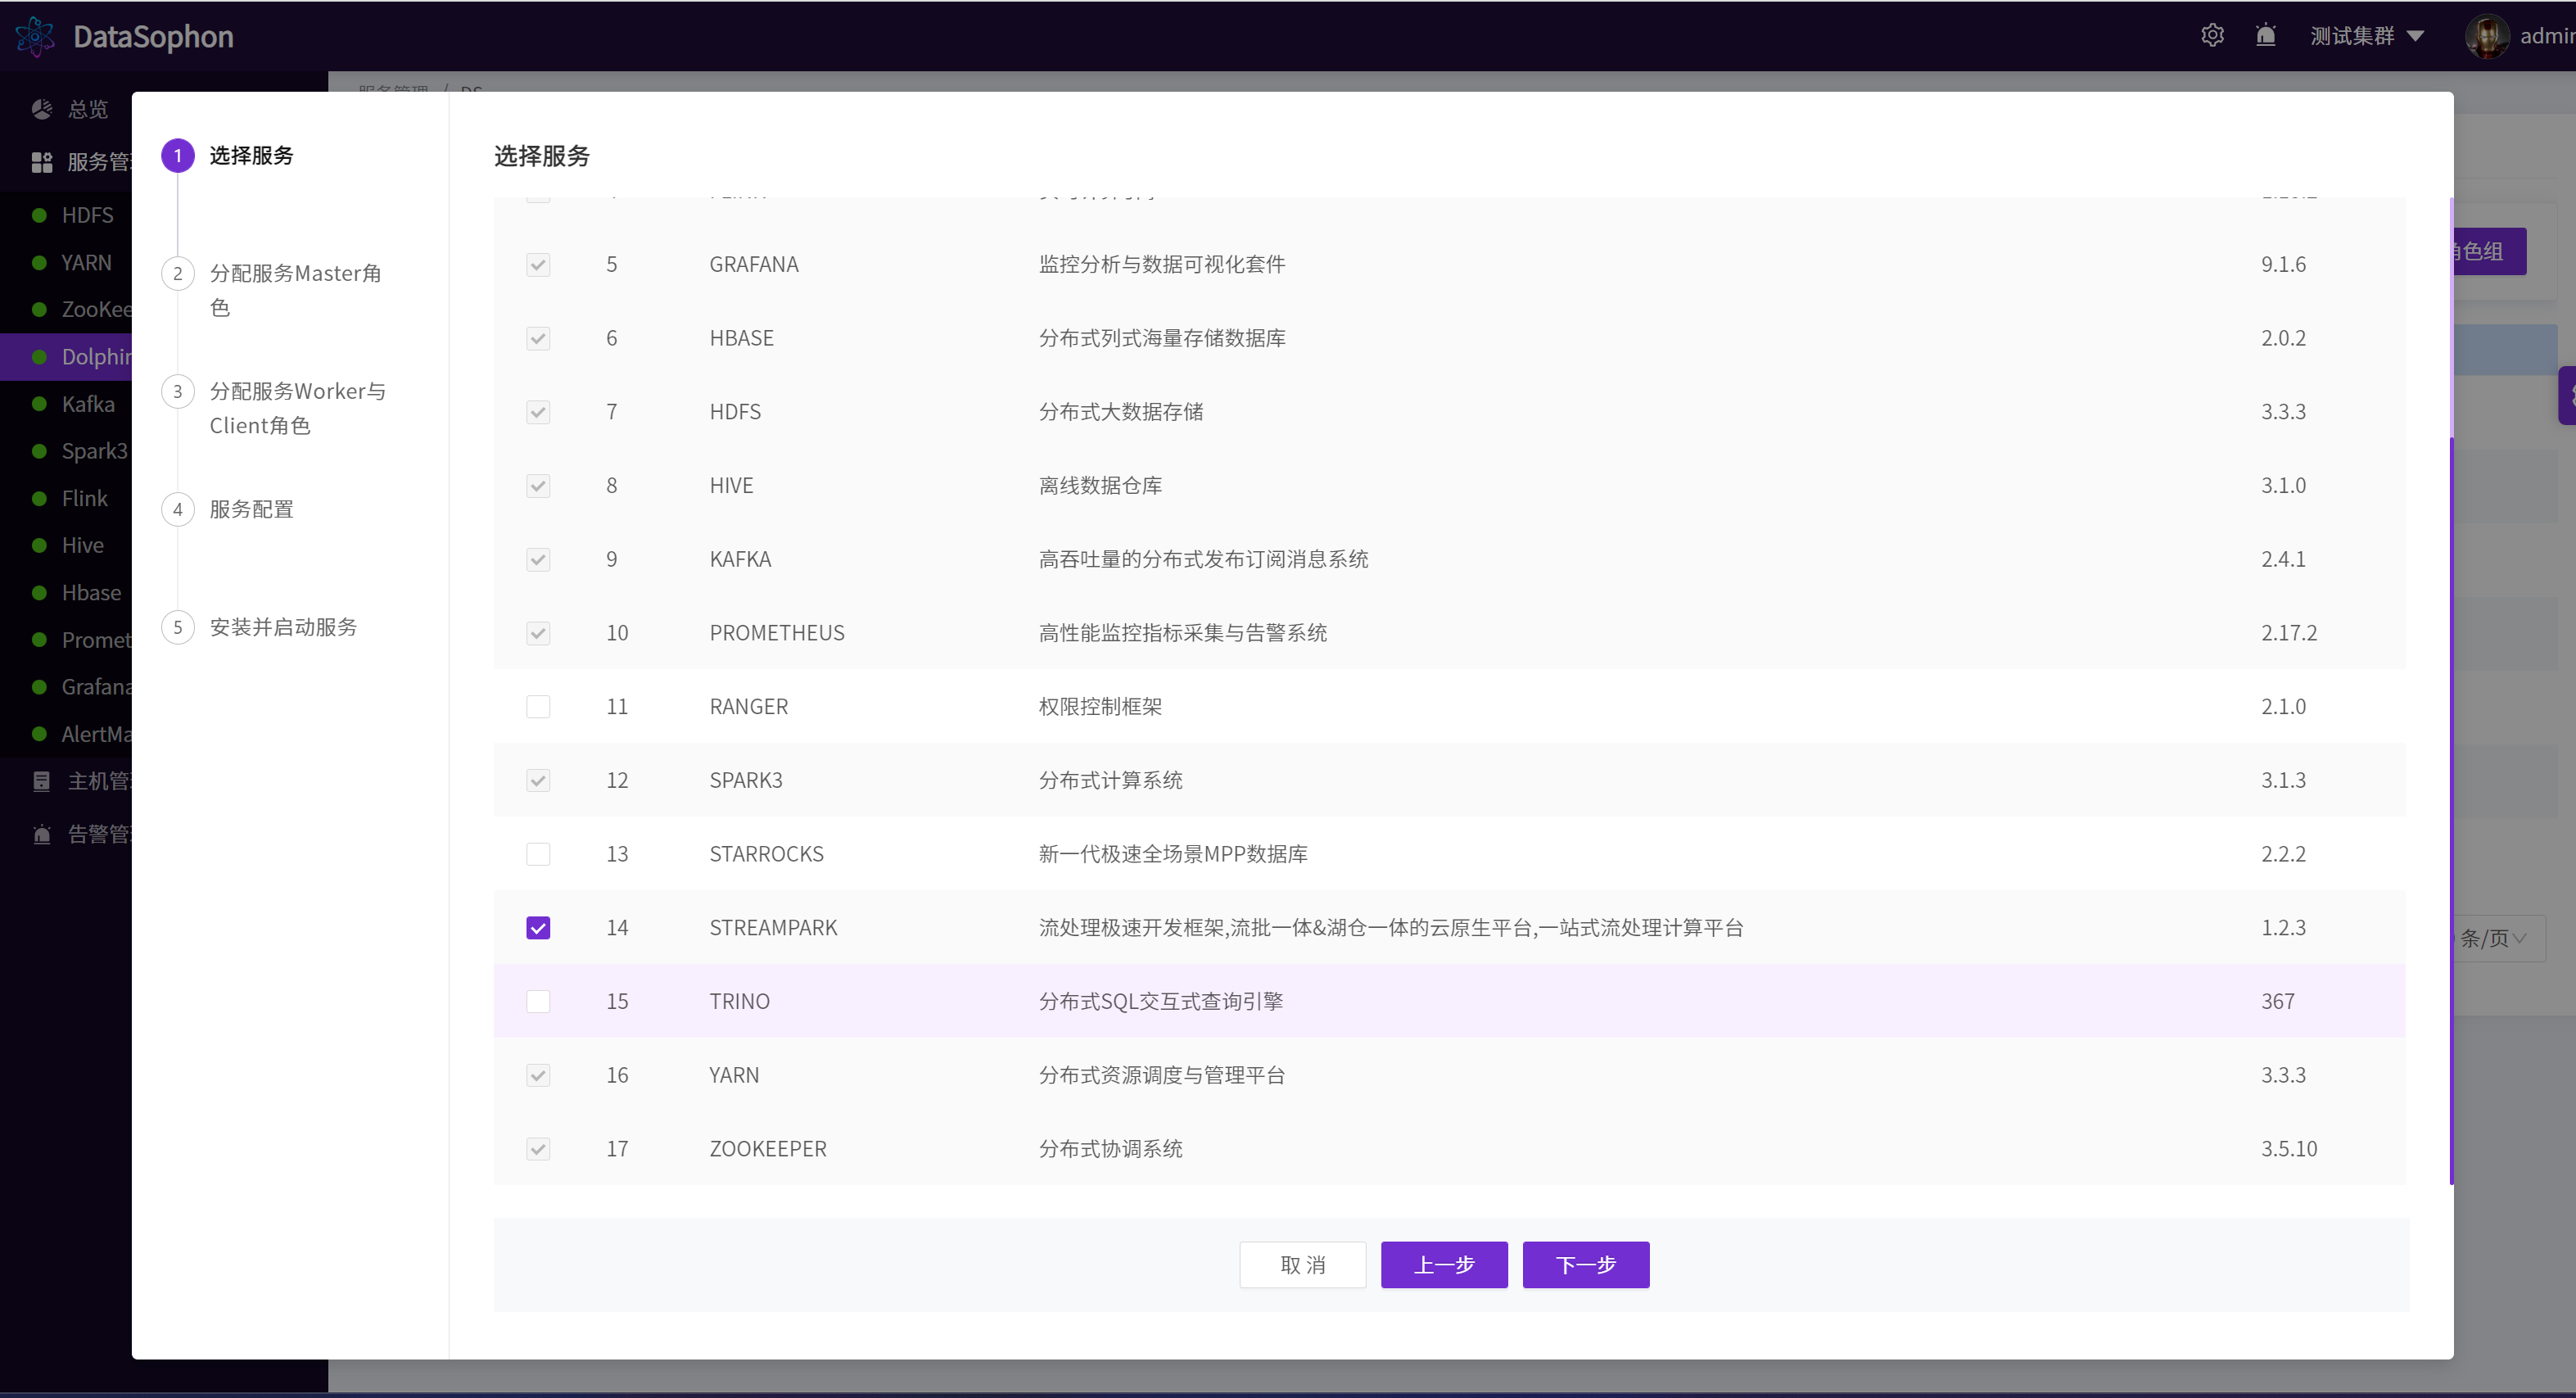 DataSophon
测试集群
总览
服务管
HDFS
YARN
ZooKee
Dolphin
Kafka
Spark3
Flink
Hive
Hbase
Promet
Grafana
AlertMa
主机管
告警管
1 选择服务
2 分配服务Master角
色
3 分配服务Worker与
Client角色
4 服务配置
5 安装并启动服务
选择服务
5 GRAFANA 监控分析与数据可视化套件 9.1.6
6 HBASE 分布式列式海量存储数据库 2.0.2
7 HDFS 分布式大数据存储 3.3.3
8 HIVE 离线数据仓库 3.1.0
9 KAFKA 高吞吐量的分布式发布订阅消息系统 2.4.1
10 PROMETHEUS 高性能监控指标采集与告警系统 2.17.2
11 RANGER 权限控制框架 2.1.0
12 SPARK3 分布式计算系统 3.1.3
13 STARROCKS 新一代极速全场景MPP数据库 2.2.2
14 STREAMPARK 流处理极速开发框架,流批一体&湖仓一体的云原生平台,一站式流处理计算平台 1.2.3
15 TRINO 分布式SQL交互式查询引擎 367
16 YARN 分布式资源调度与管理平台 3.3.3
17 ZOOKEEPER 分布式协调系统 3.5.10
取 消 上一步 下一步
角色组
条/页